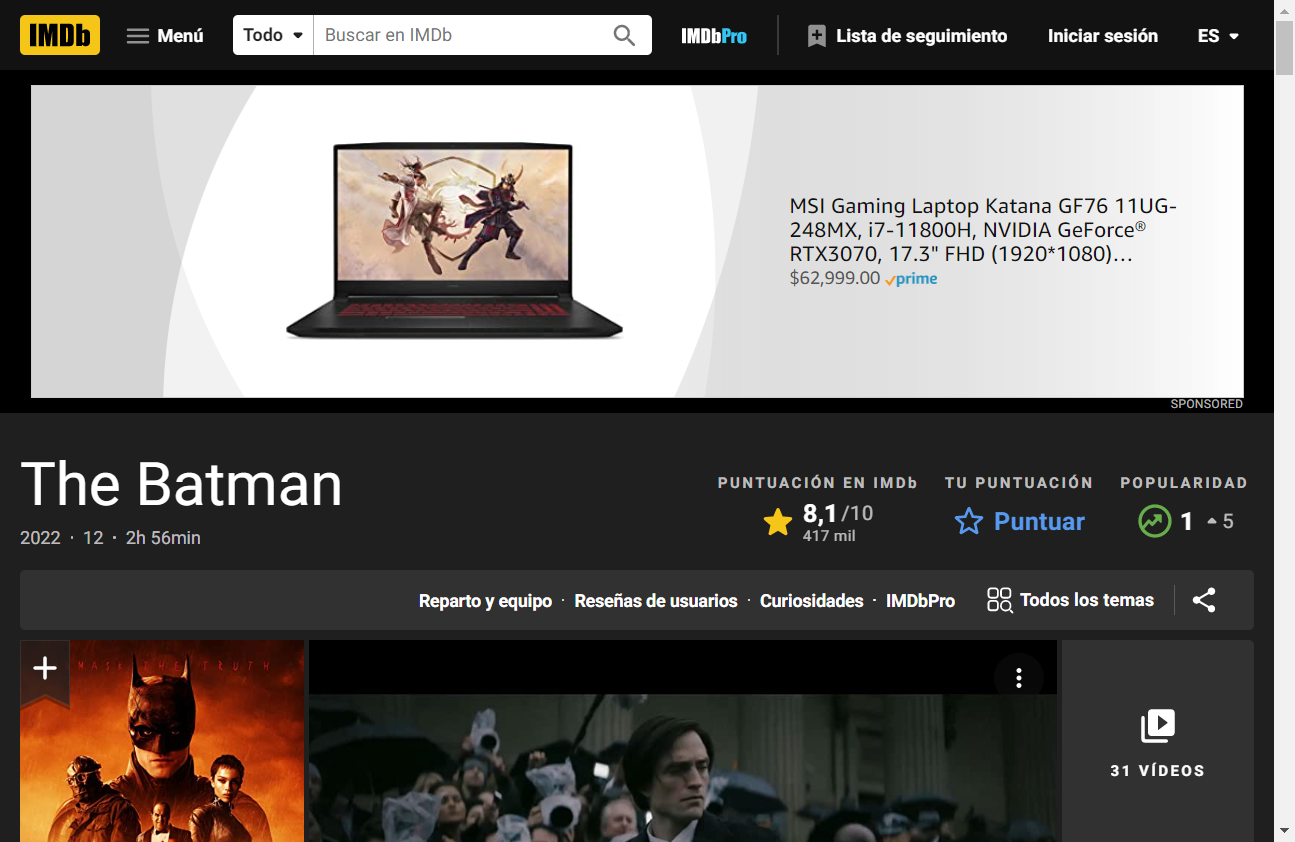 IMDb Menú Todo Buscar en IMDb IMDbPro Lista de seguimiento Iniciar sesión ES
MSI Gaming Laptop Katana GF76 11UG-
248MX, i7-11800H, NVIDIA GeForce®
RTX3070, 17.3" FHD (1920*1080)...
$62,999.00 prime
SPONSORED
The Batman
2022 · 12 · 2h 56min
PUNTUACIÓN EN IMDb
8,1/10
417 mil
TU PUNTUACIÓN
Puntuar
POPULARIDAD
1 5
Reparto y equipo · Reseñas de usuarios · Curiosidades · IMDbPro Todos los temas
MASK THE TRUTH
31 VÍDEOS